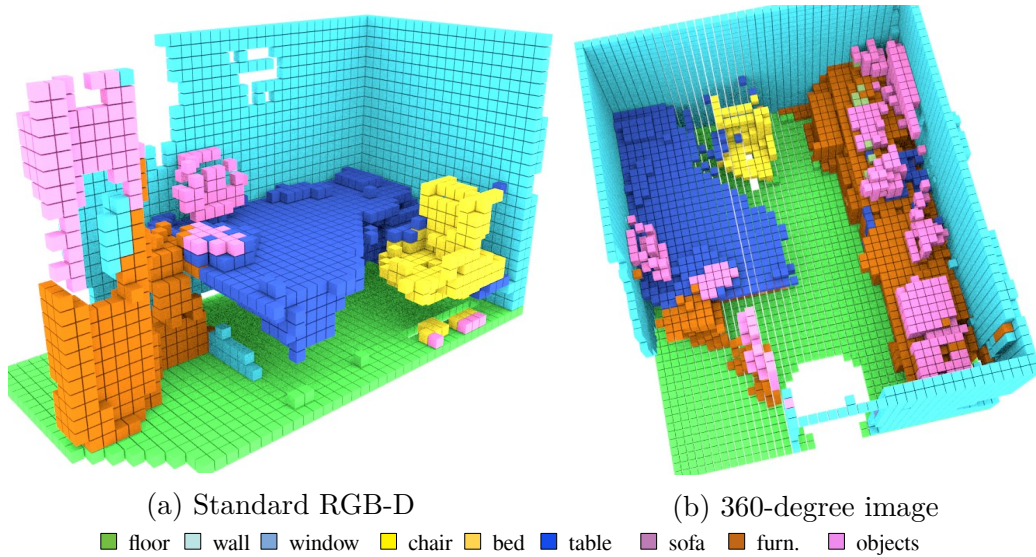 (a) Standard RGB-D
(b) 360-degree image
floor wall window chair bed table sofa furn. objects